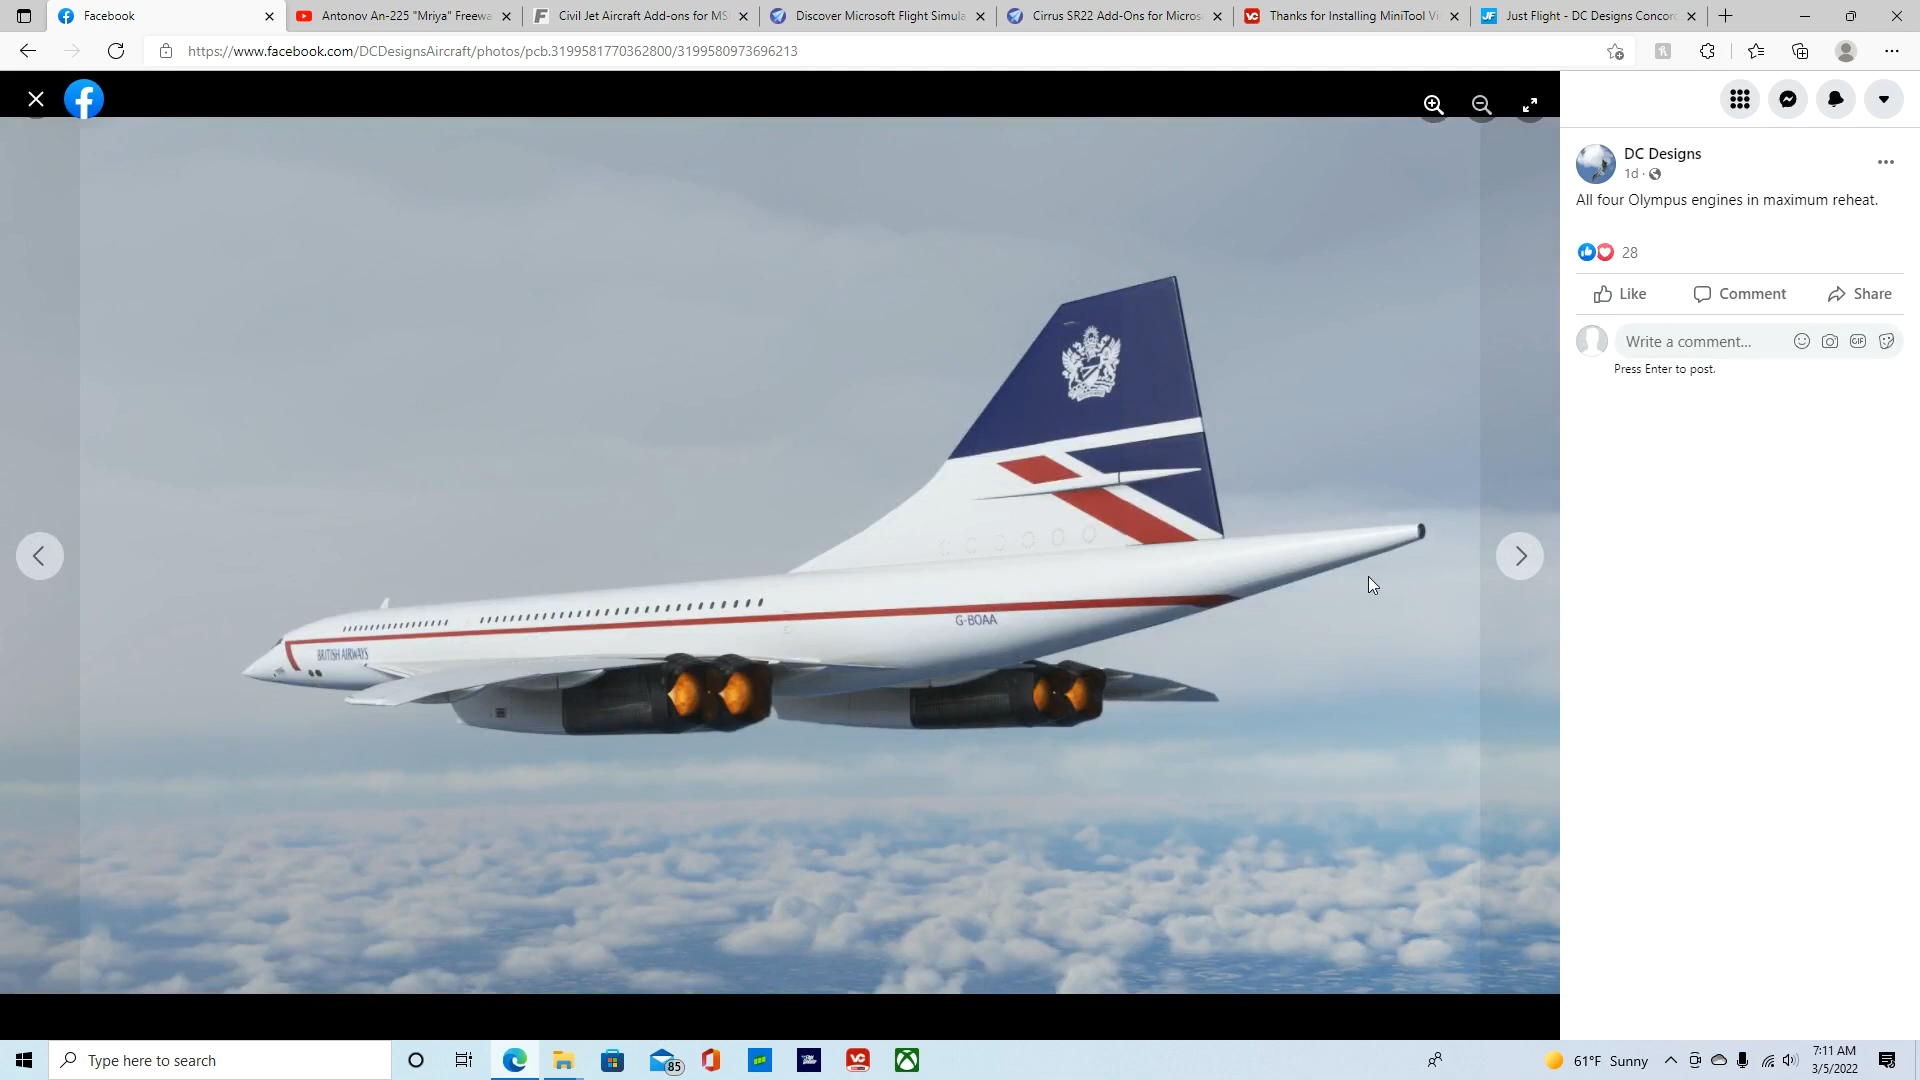 Facebook
Antonov An-225 "Mriya" Freewa
Civil Jet Aircraft Add-ons for MS
Discover Microsoft Flight Simula
Cirrus SR22 Add-Ons for Micros
Thanks for Installing MiniTool Vi
Just Flight - DC Designs Concor
https://www.facebook.com/DCDesignsAircraft/photos/pcb.3199581770362800/3199580973696213
DC Designs
1d ·
All four Olympus engines in maximum reheat.
28
Like
Comment
Share
Write a comment...
GIF
Press Enter to post.
BRITISH AIRWAYS
G-BOAA
Type here to search
85
VC
61°F Sunny
7:11 AM
3/5/2022